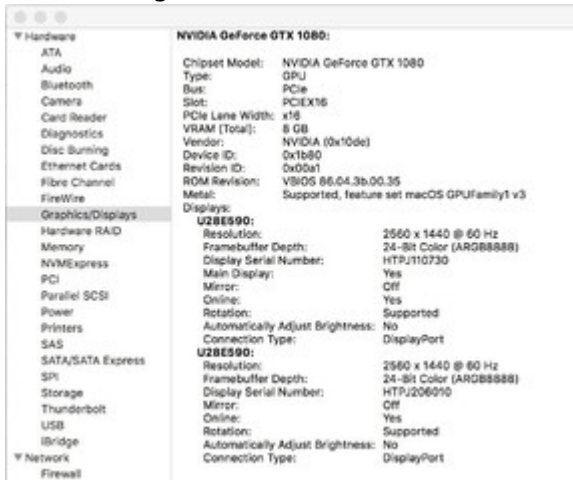 ▼ Hardware
ATA
Audio
Bluetooth
Camera
Card Reader
Diagnostics
Disc Burning
Ethernet Cards
Fibre Channel
FireWire
Graphics/Displays
Hardware RAID
Memory
NVMExpress
PCI
Parallel SCSI
Power
Printers
SAS
SATA/SATA Express
SPI
Storage
Thunderbolt
USB
iBridge
▼ Network
Firewall
NVIDIA GeForce GTX 1080:
Chipset Model: NVIDIA GeForce GTX 1080
Type: GPU
Bus: PCIe
Slot: PCIEX16
PCIe Lane Width: x16
VRAM (Total): 8 GB
Vendor: NVIDIA (0x10de)
Device ID: 0x1b80
Revision ID: 0x00a1
ROM Revision: VBIOS 86.04.3b.00.35
Metal: Supported, feature set macOS GPUFamily1 v3
Displays:
U28E590:
Resolution: 2560 x 1440 @ 60 Hz
Framebuffer Depth: 24-Bit Color (ARGB8888)
Display Serial Number: HTPJ110730
Main Display: Yes
Mirror: Off
Online: Yes
Rotation: Supported
Automatically Adjust Brightness: No
Connection Type: DisplayPort
U28E590:
Resolution: 2560 x 1440 @ 60 Hz
Framebuffer Depth: 24-Bit Color (ARGB8888)
Display Serial Number: HTPJ206010
Mirror: Off
Online: Yes
Rotation: Supported
Automatically Adjust Brightness: No
Connection Type: DisplayPort